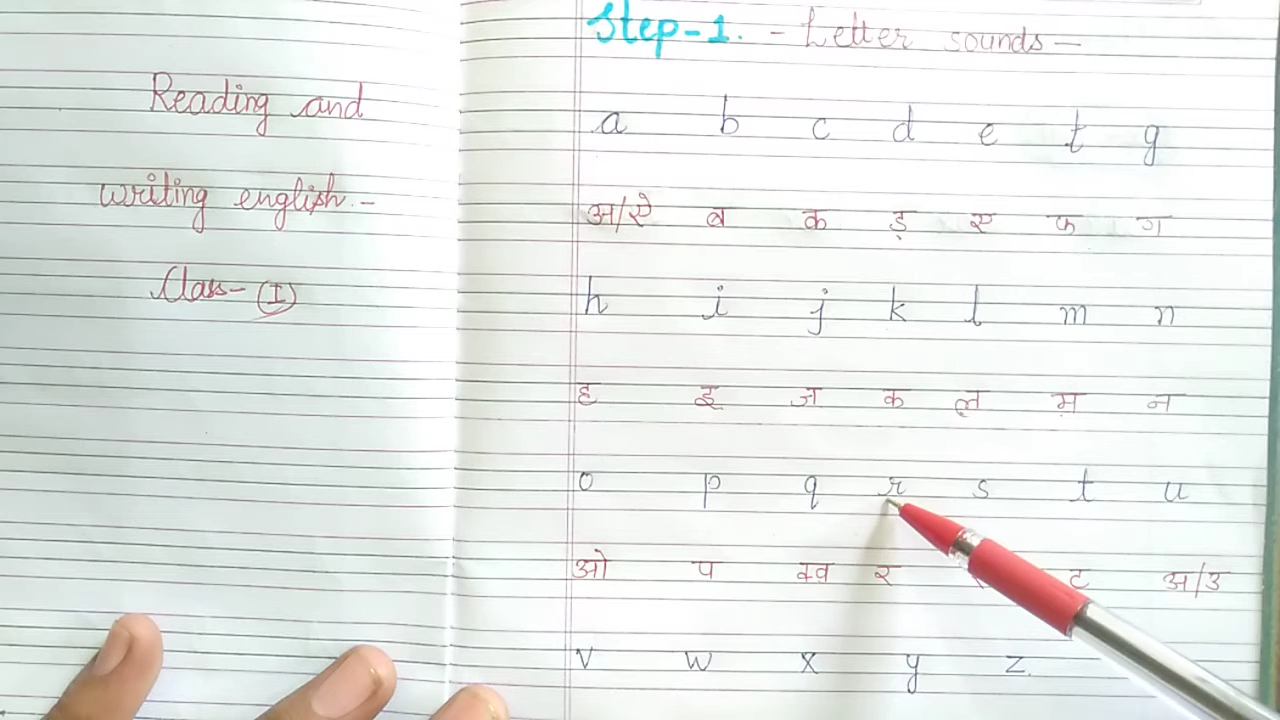 Reading and
writing english.-
Class-(I)
Step-1. - Letter sounds-
a b c d e f g
अ/ऐ ब क ड़ ए फ ग
h i j k l m n
ह इ ज क ल म न
o p q r s t u
ओ प क्व र ट अ/उ
v w x y z